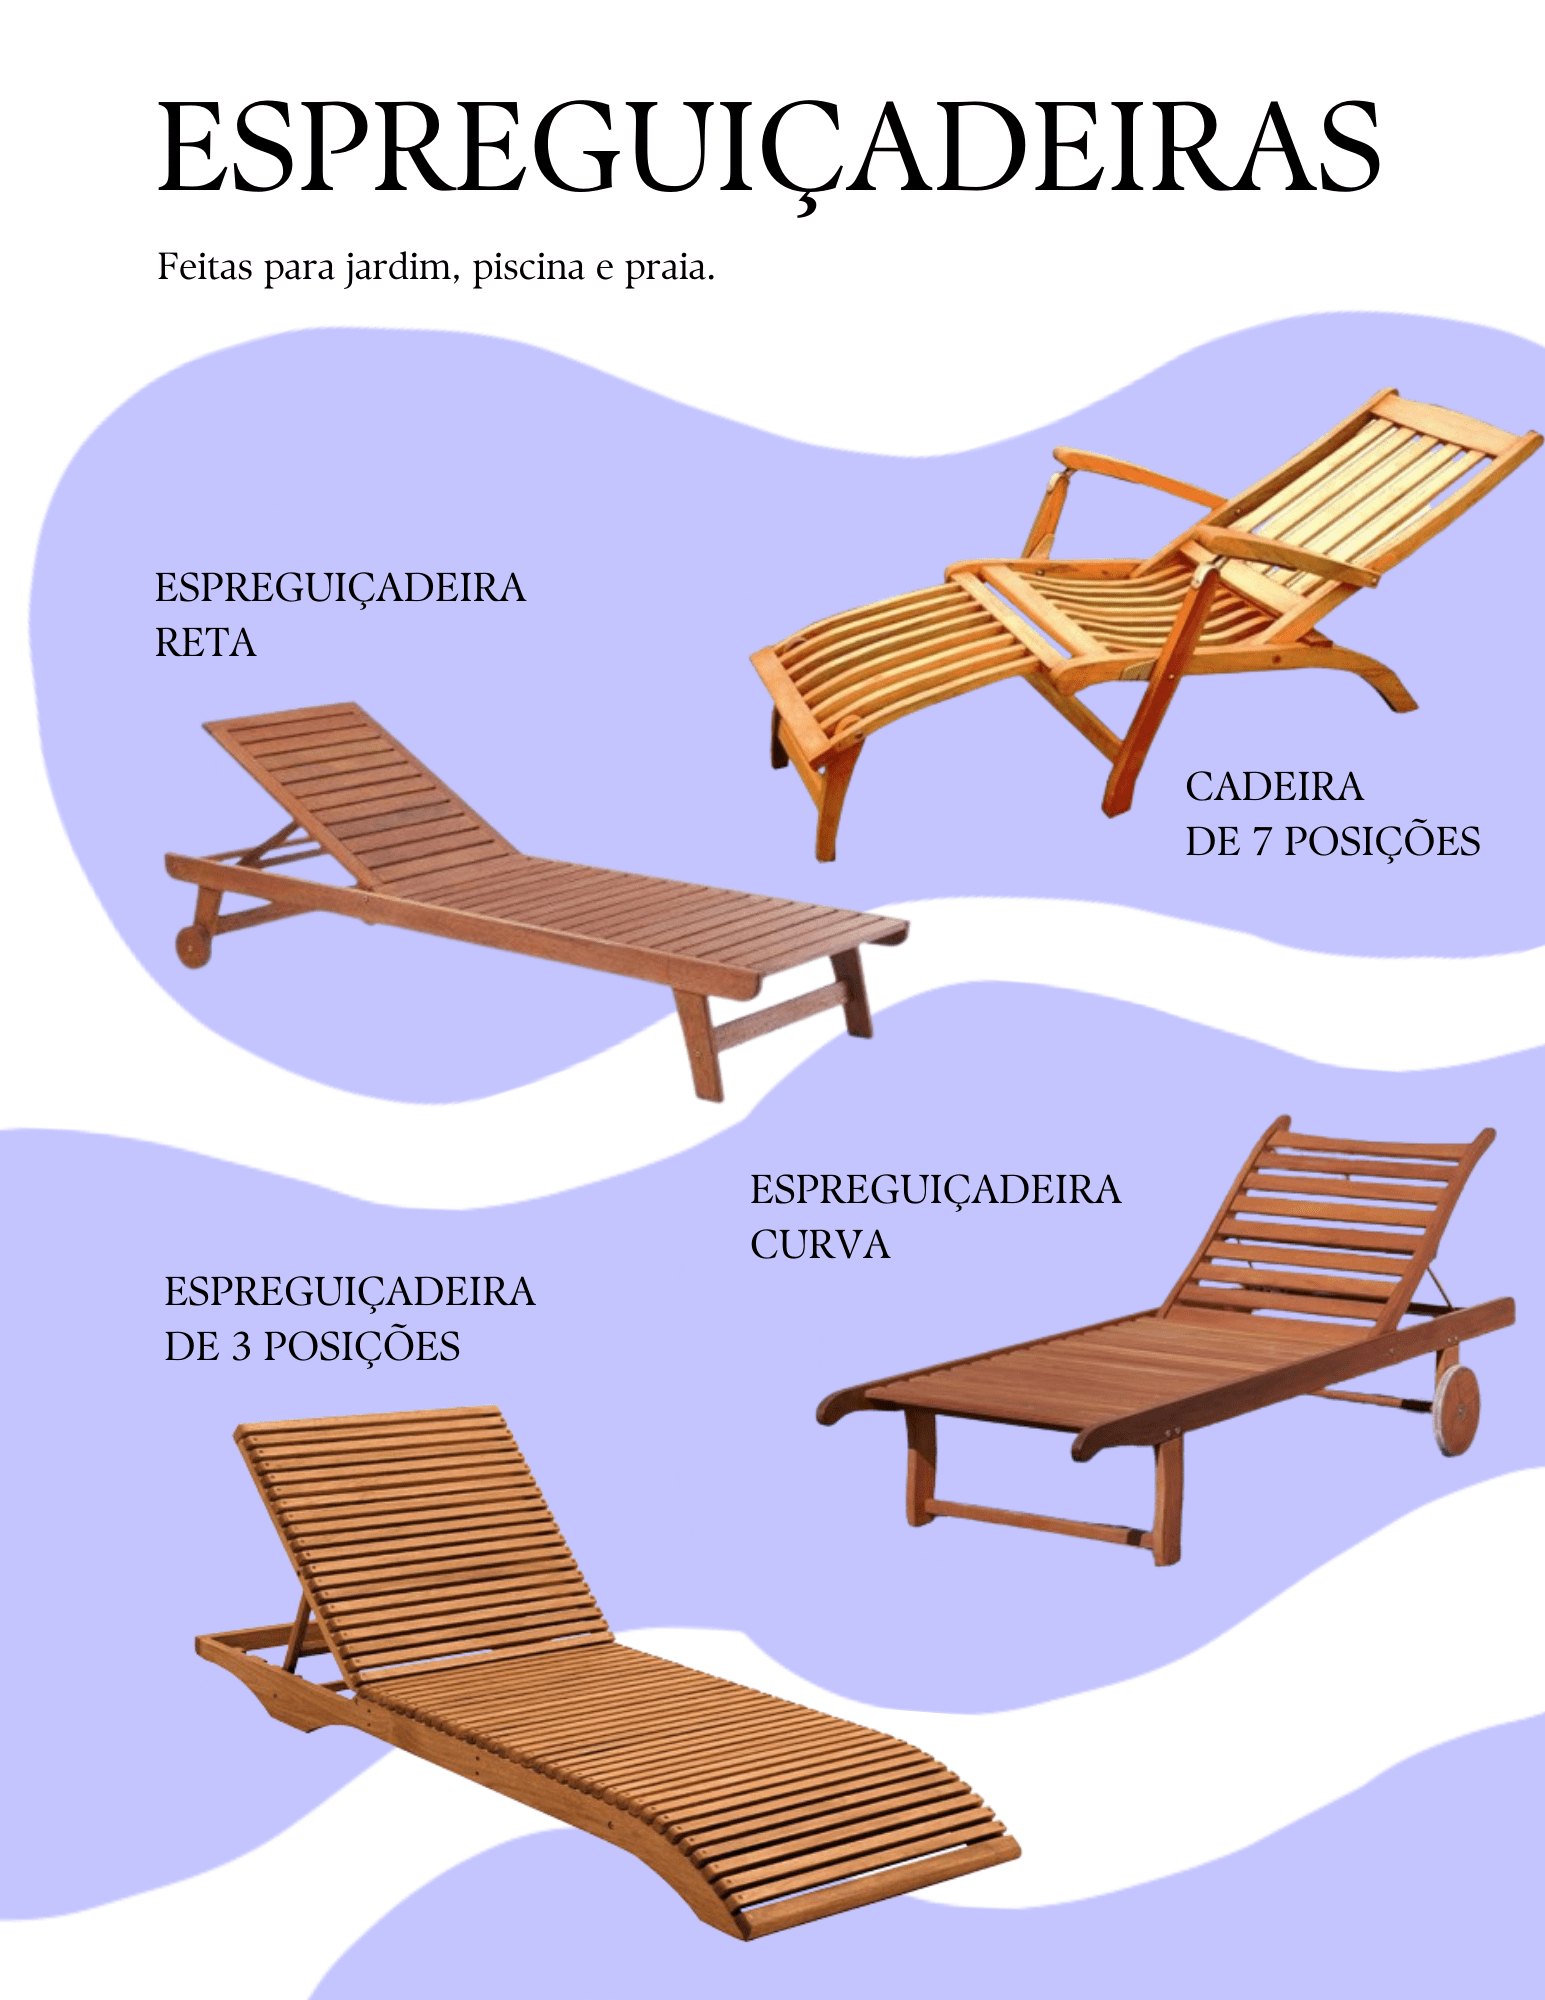 ESPREGUIÇADEIRAS
Feitas para jardim, piscina e praia.
ESPREGUIÇADEIRA
RETA
CADEIRA
DE 7 POSIÇÕES
ESPREGUIÇADEIRA
CURVA
ESPREGUIÇADEIRA
DE 3 POSIÇÕES